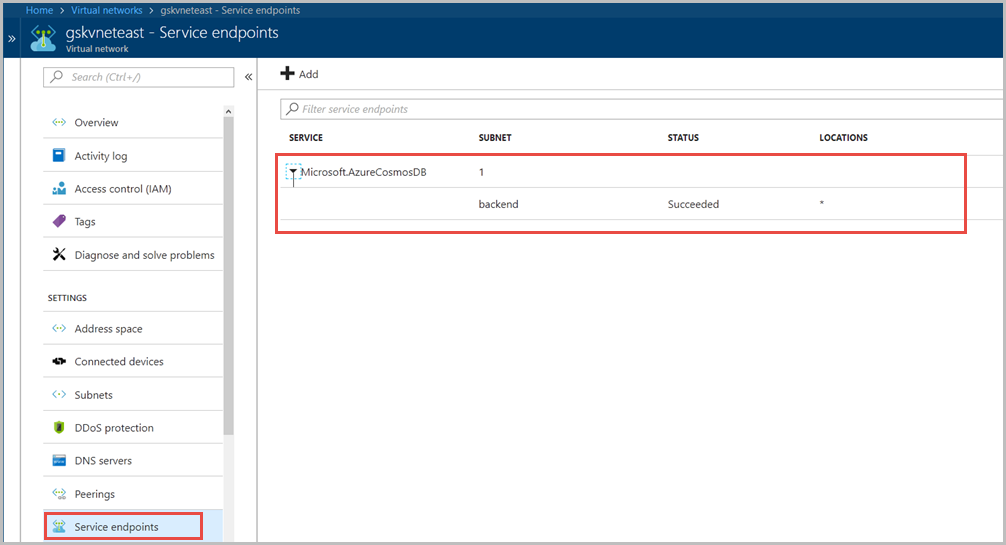 Home > Virtual networks > gskvneteast - Service endpoints
»
gskvneteast - Service endpoints
Virtual network
Search (Ctrl+/)
«
Overview
Activity log
Access control (IAM)
Tags
Diagnose and solve problems
SETTINGS
Address space
Connected devices
Subnets
DDoS protection
DNS servers
Peerings
Service endpoints
Add
Filter service endpoints
SERVICE SUBNET STATUS LOCATIONS
Microsoft.AzureCosmosDB 1
backend Succeeded *